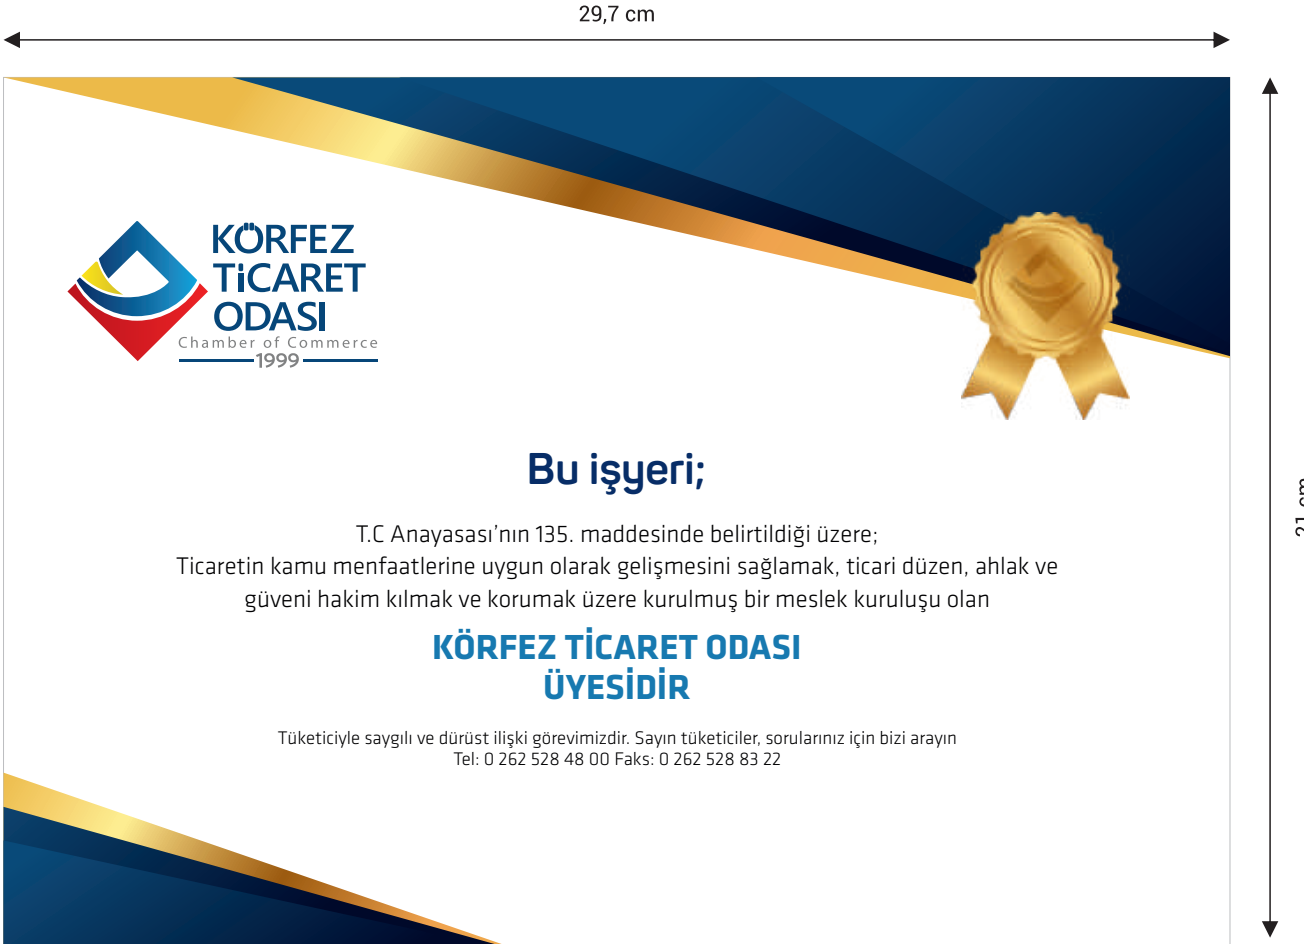 29,7 cm
KÖRFEZ
TiCARET
ODASI
Chamber of Commerce
1999
Bu işyeri;
T.C Anayasası’nın 135. maddesinde belirtildiği üzere;
Ticaretin kamu menfaatlerine uygun olarak gelişmesini sağlamak, ticari düzen, ahlak ve
güveni hakim kılmak ve korumak üzere kurulmuş bir meslek kuruluşu olan
KÖRFEZ TİCARET ODASI
ÜYESİDİR
Tüketiciyle saygılı ve dürüst ilişki görevimizdir. Sayın tüketiciler, sorularınız için bizi arayın
Tel: 0 262 528 48 00 Faks: 0 262 528 83 22
21 cm